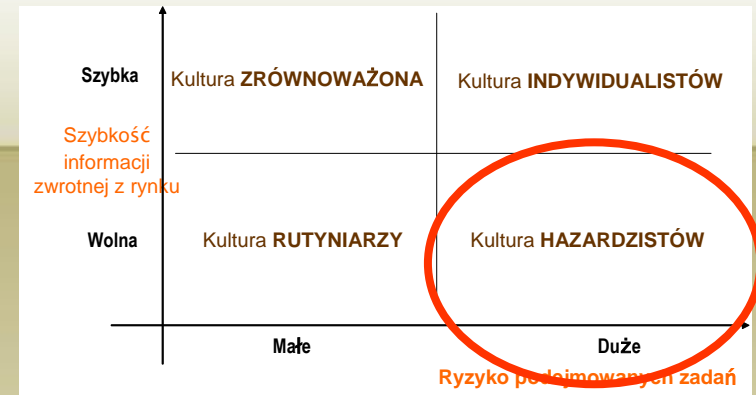 Szybka
Kultura ZRÓWNOWAŻONA
Kultura INDYWIDUALISTÓW
Szybkość
informacji
zwrotnej z rynku
Wolna
Kultura RUTYNIARZY
Kultura HAZARDZISTÓW
Małe
Duże
Ryzyko podejmowanych zadań